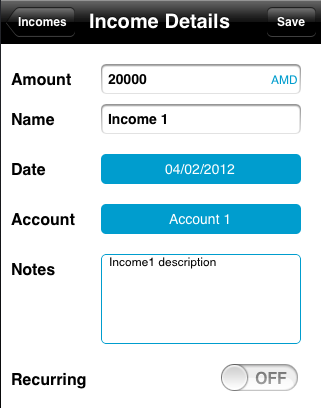 Incomes Income Details Save
Amount 20000 AMD
Name Income 1
Date 04/02/2012
Account Account 1
Notes Income1 description
Recurring OFF